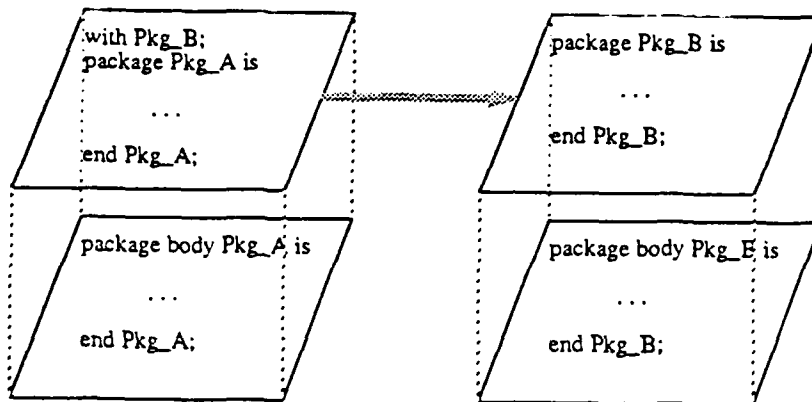 with Pkg_B;
package Pkg_A is
...
end Pkg_A;
package Pkg_B is
...
end Pkg_B;
package body Pkg_A is
...
end Pkg_A;
package body Pkg_E is
...
end Pkg_B;